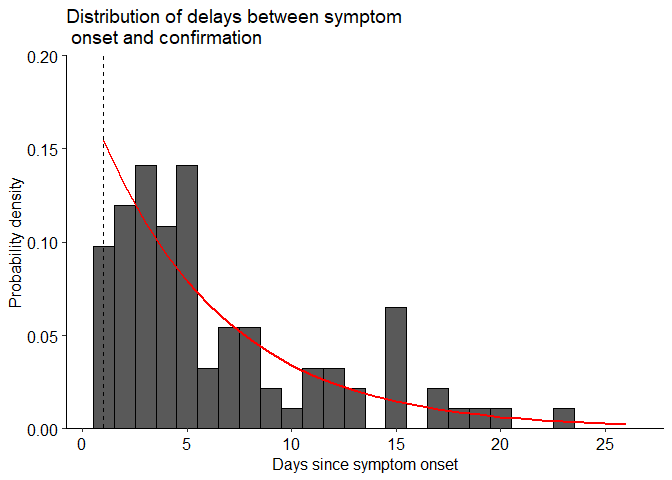 Distribution of delays between symptom
onset and confirmation
0.20
0.15
0.10
0.05
0.00
Probability density
0 5 10 15 20 25
Days since symptom onset